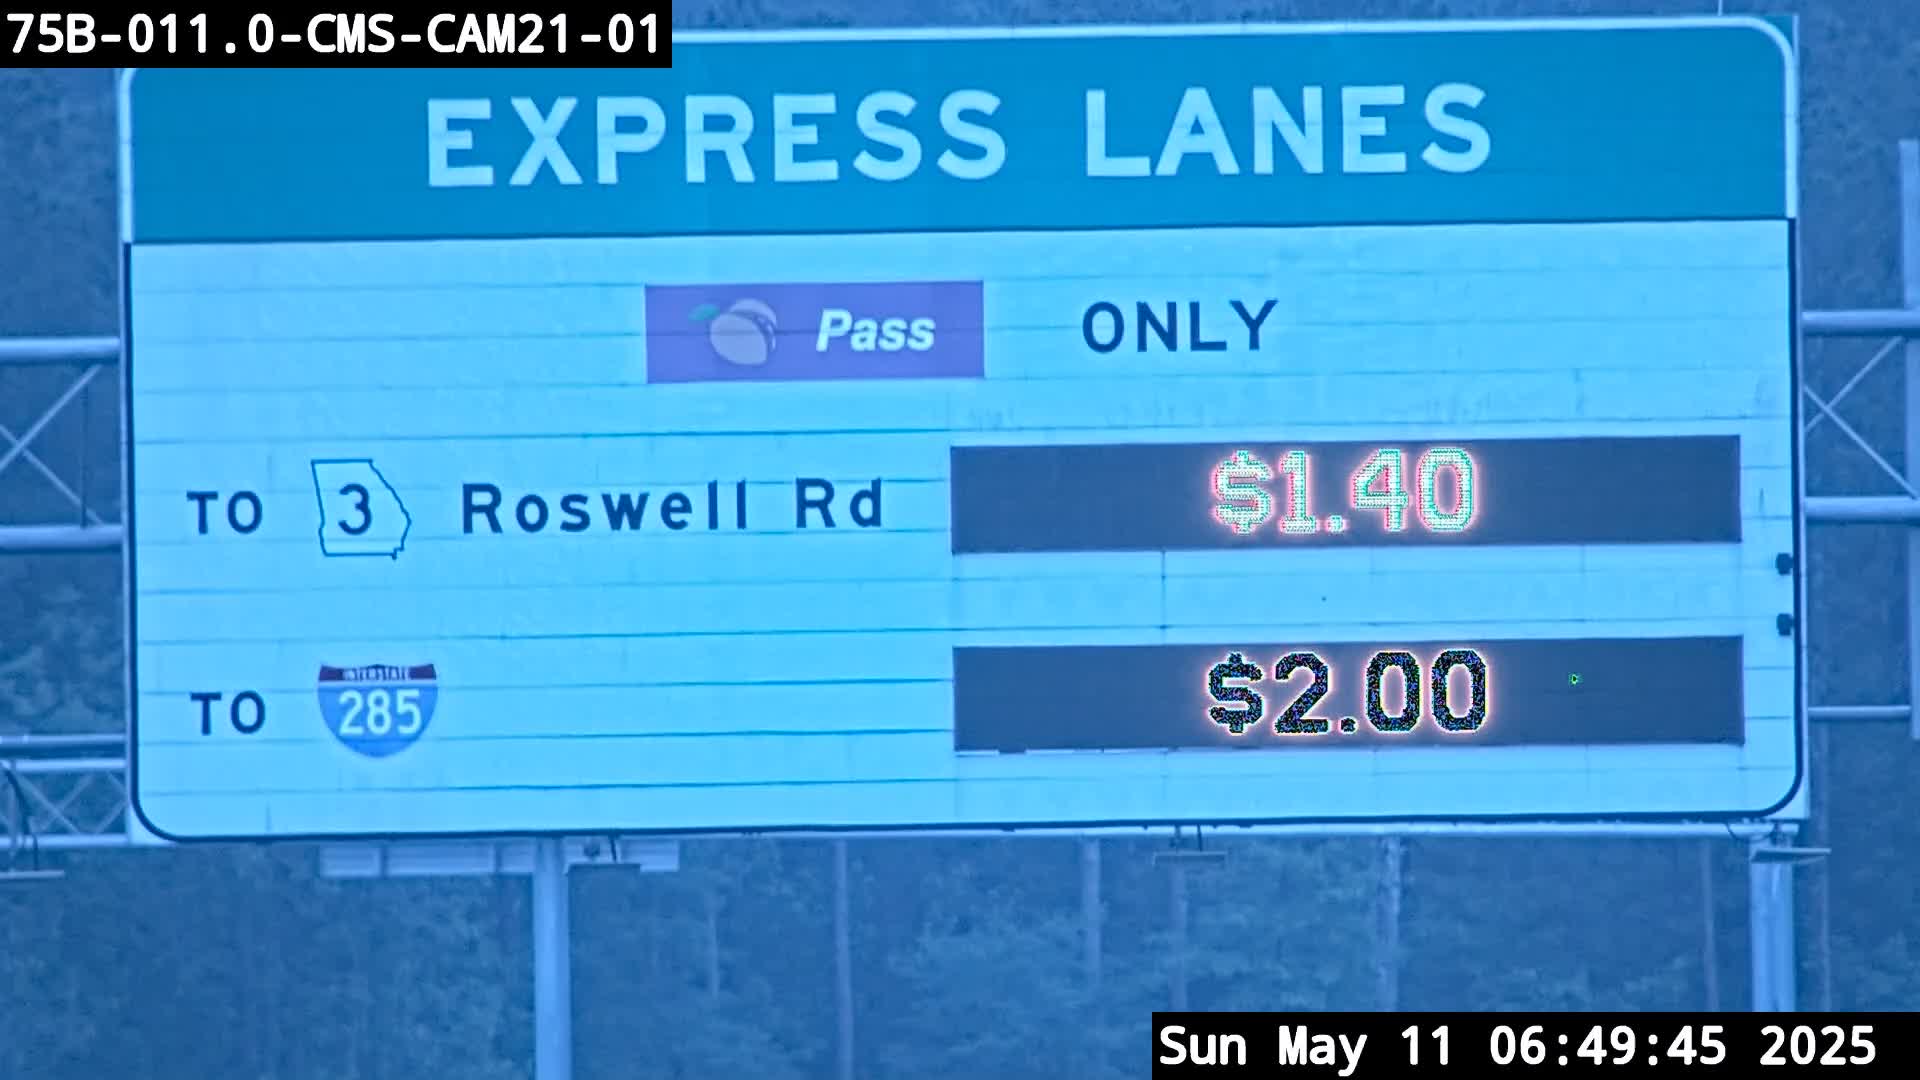 75B-011.0-CMS-CAM21-01
EXPRESS LANES
Pass ONLY
TO 3 Roswell Rd $1.40
TO INTERSTATE 285 $2.00
Sun May 11 06:49:45 2025